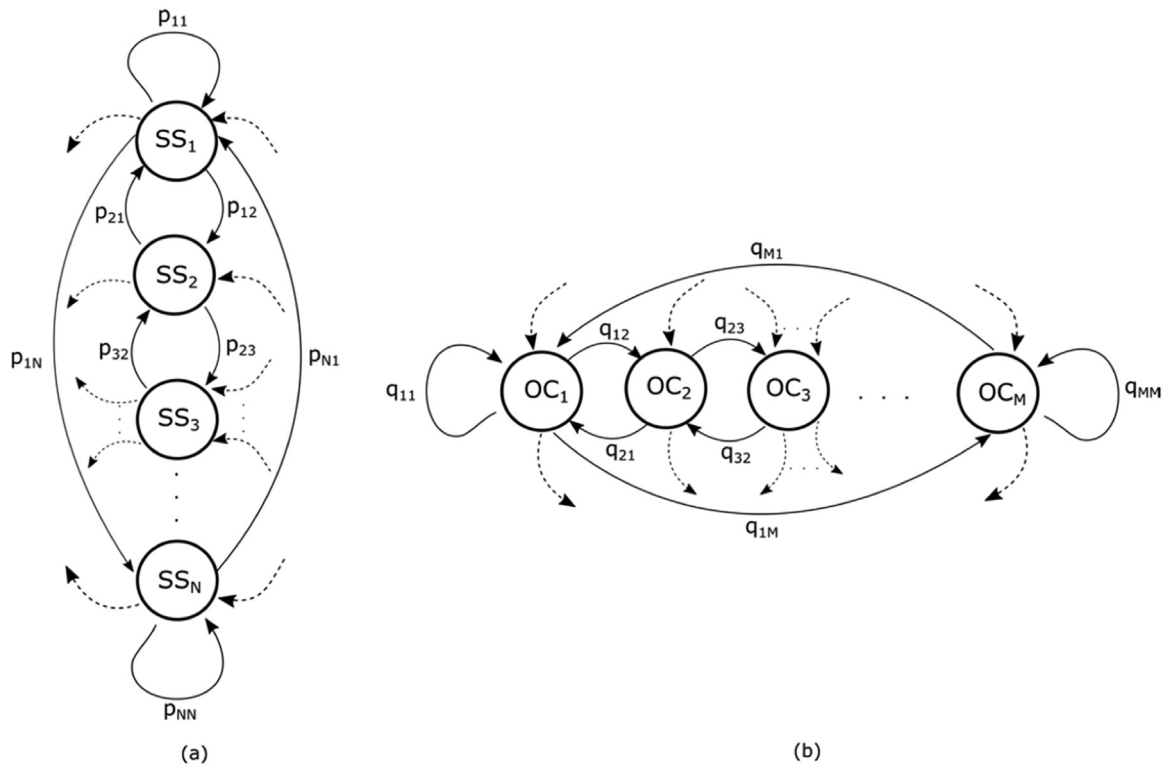 p11
SS1
p21
p12
SS2
p1N
p32
p23
pN1
SS3
SSN
pNN
(a)
qM1
q12
q23
q11
OC1
OC2
OC3
. . . .
OCM
qMM
q21
q32
q1M
(b)